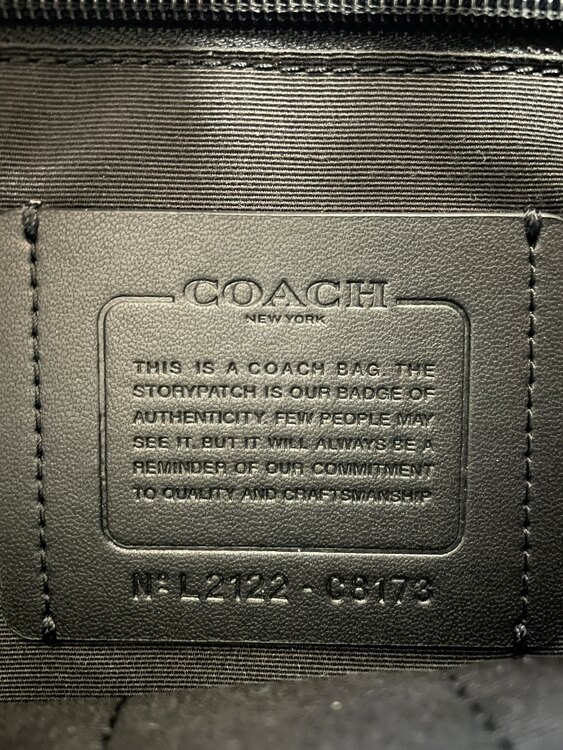 COACH
NEW YORK
THIS IS A COACH BAG. THE
STORYPATCH IS OUR BADGE OF
AUTHENTICITY. FEW PEOPLE MAY
SEE IT, BUT IT WILL ALWAYS BE A
REMINDER OF OUR COMMITMENT
TO QUALITY AND CRAFTSMANSHIP
Nº L2122 - C8173